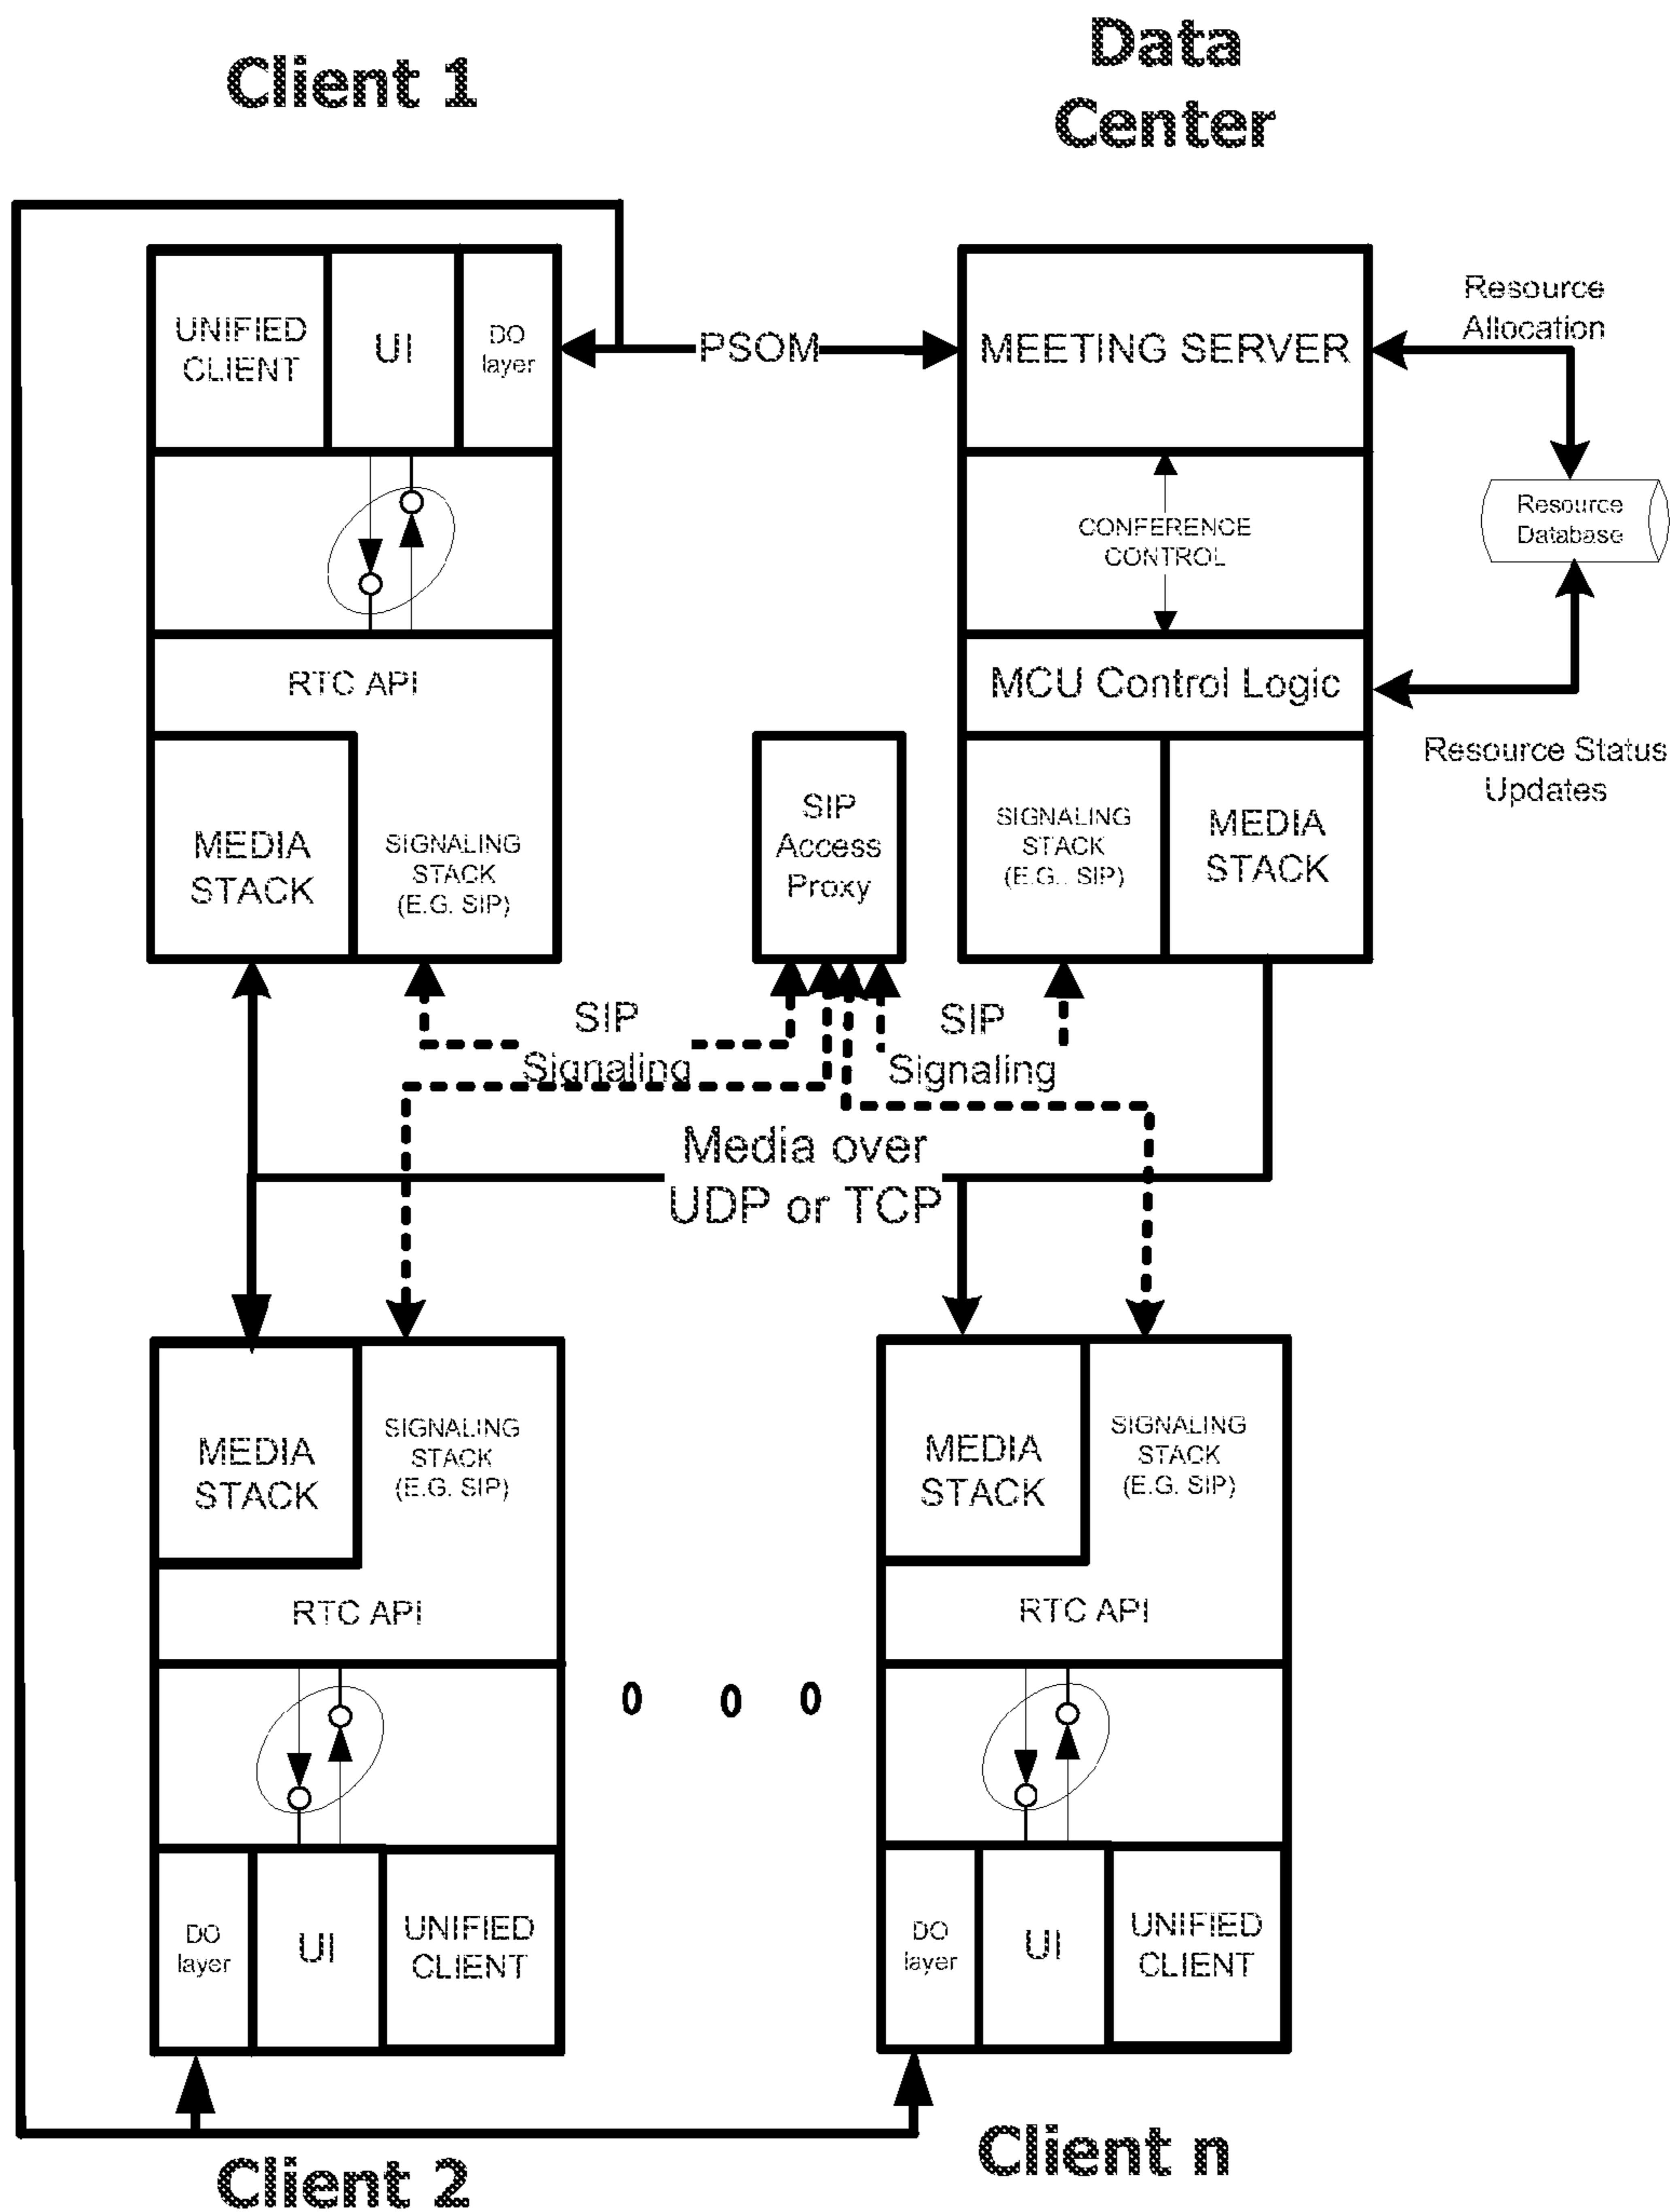 Client 1
Data
Center
UNIFIED
CLIENT
UI
DO
layer
PSOM
MEETING SERVER
Resource
Allocation
CONFERENCE
CONTROL
Resource
Database
RTC API
MCU Control Logic
Resource Status
Updates
MEDIA
STACK
SIGNALING
STACK
(E.G. SIP)
SIP
Access
Proxy
SIGNALING
STACK
(E.G.. SIP)
MEDIA
STACK
SIP
Signaling
SIP
Signaling
Media over
UDP or TCP
MEDIA
STACK
SIGNALING
STACK
(E.G. SIP)
RTC API
MEDIA
STACK
SIGNALING
STACK
(E.G. SIP)
RTC API
0 0 0
DO
layer
UI
UNIFIED
CLIENT
DO
layer
UI
UNIFIED
CLIENT
Client 2
Client n